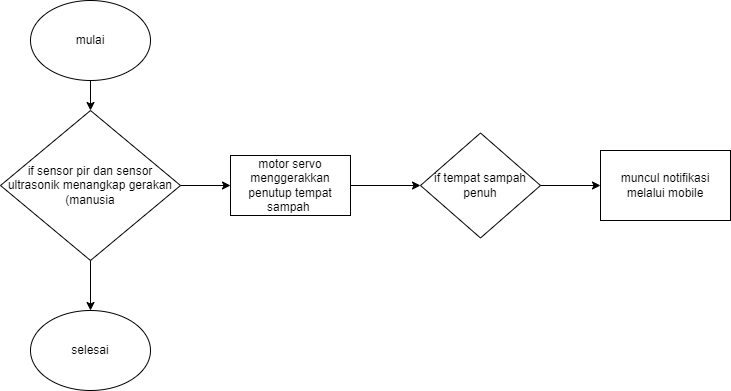 mulai
if sensor pir dan sensor
ultrasonik menangkap gerakan
(manusia
motor servo
menggerakkan
penutup tempat
sampah
if tempat sampah
penuh
muncul notifikasi
melalui mobile
selesai